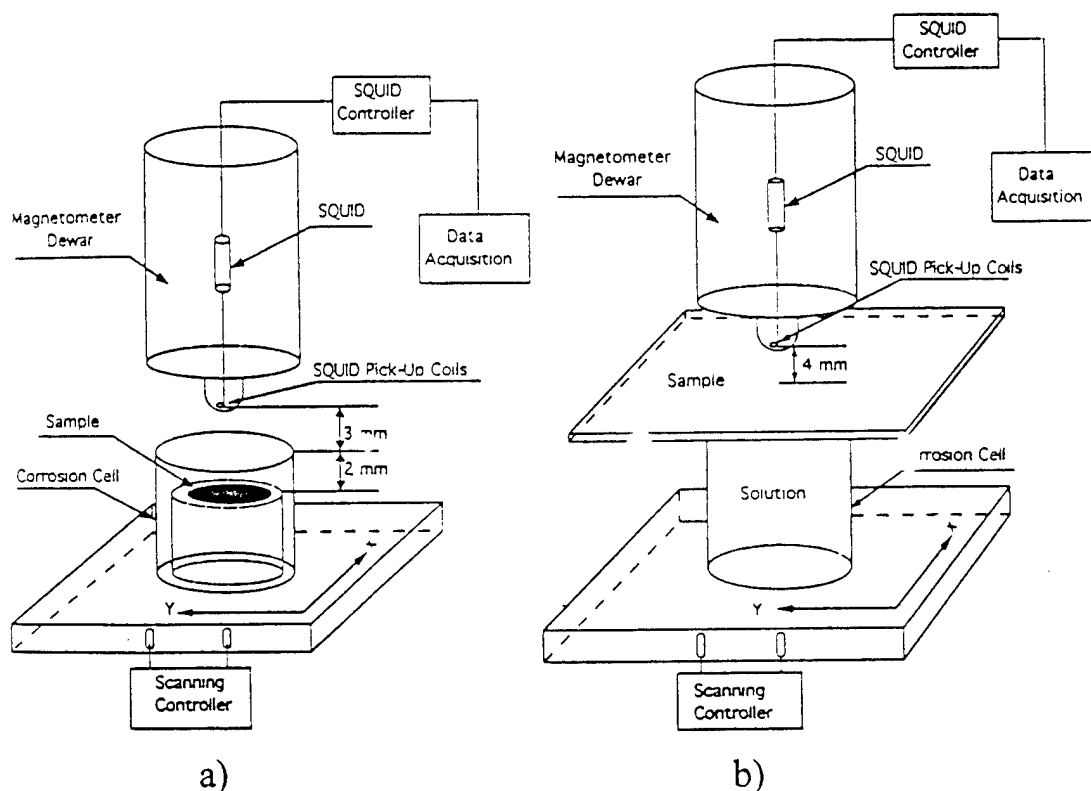 SQUID
Controller
Magnetometer
Dewar
SQUID
Data
Acquisition
SQUID Pick-Up Coils
3 mm
Sample
2 mm
Corrosion Cell
X
Y
Scanning
Controller
a)
SQUID
Controller
Magnetometer
Dewar
SQUID
Data
Acquisition
SQUID Pick-Up Coils
4 mm
Sample
rrosion Cell
Solution
X
Y
Scanning
Controller
b)